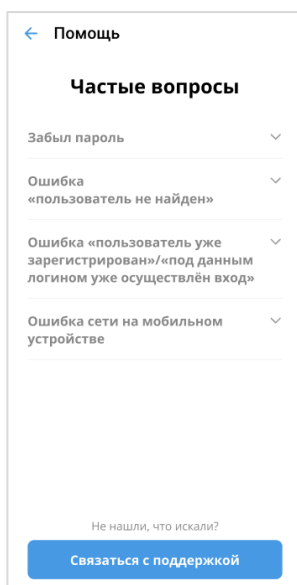 Помощь
Частые вопросы
Забыл пароль
Ошибка
«пользователь не найден»
Ошибка «пользователь уже
зарегистрирован»/«под данным
логином уже осуществлён вход»
Ошибка сети на мобильном
устройстве
Не нашли, что искали?
Связаться с поддержкой